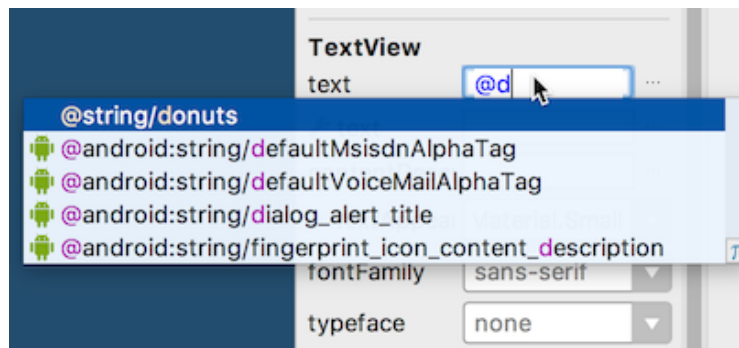 TextView
text @d ...
@string/donuts
@android:string/defaultMsisdnAlphaTag
@android:string/defaultVoiceMailAlphaTag
@android:string/dialog_alert_title
@android:string/fingerprint_icon_content_description
fontFamily sans-serif
typeface none